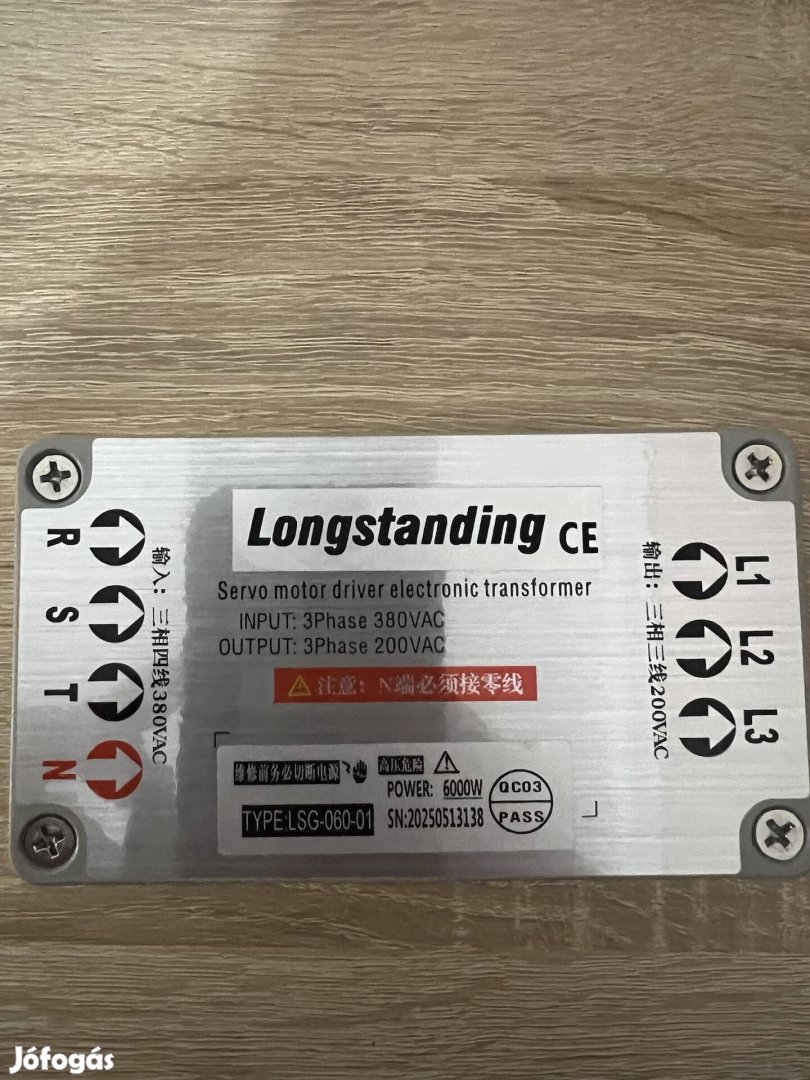 Longstanding CE
Servo motor driver electronic transformer
INPUT: 3Phase 380VAC
OUTPUT: 3Phase 200VAC
注意：N端必须接零线
R
S
T
N
输入：三相四线380VAC
输出：三相三线200VAC
L1
L2
L3
维修前务必切断电源
高压危险
POWER: 6000W
TYPE:LSG-060-01
SN:20250513138
QC03
PASS
Jófogás